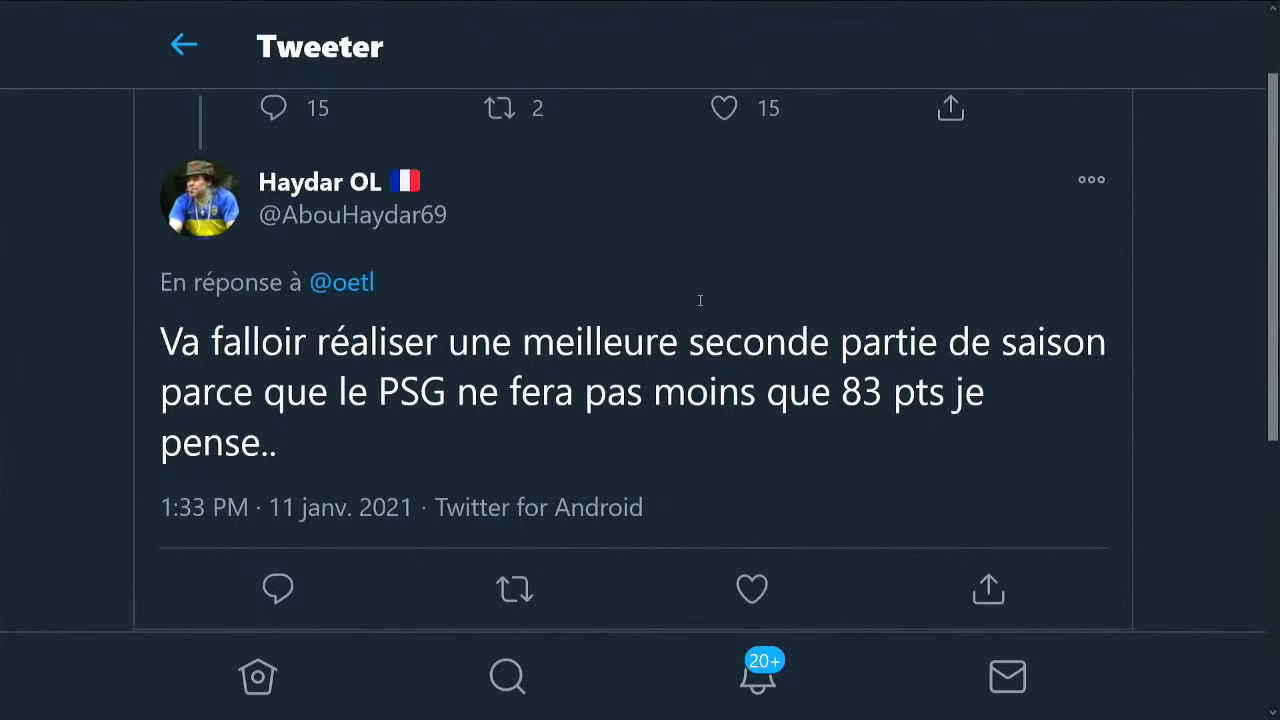 Tweeter
15 2 15
Haydar OL 🇫🇷
@AbouHaydar69
En réponse à @oetl
Va falloir réaliser une meilleure seconde partie de saison
parce que le PSG ne fera pas moins que 83 pts je
pense..
1:33 PM · 11 janv. 2021 · Twitter for Android
20+